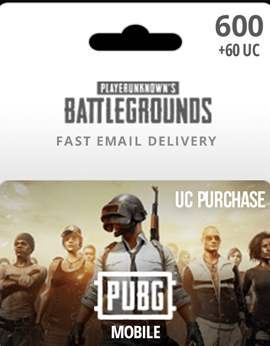 600
+60 UC
PLAYERUNKNOWN'S
BATTLEGROUNDS
FAST EMAIL DELIVERY
UC PURCHASE
PUBG
MOBILE